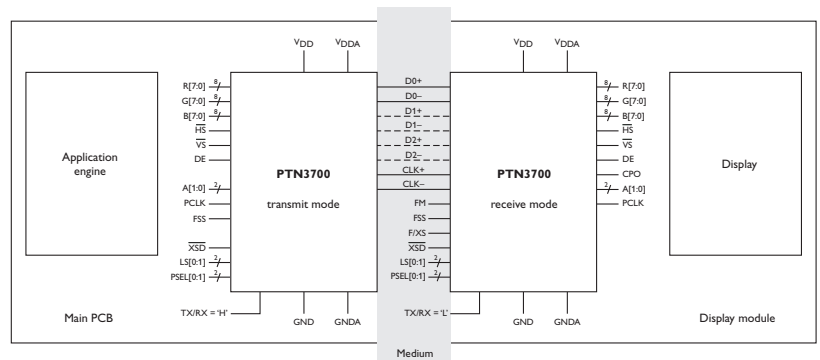 VDD
VDDA
VDD
VDDA
Application
engine
R[7:0] 8
G[7:0] 8
B[7:0] 8
HS
VS
DE
A[1:0] 2
PCLK
FSS
XSD
LS[0:1] 2
PSEL[0:1] 2
TX/RX = 'H'
PTN3700
transmit mode
GND
GNDA
D0+
D0–
D1+
D1–
D2+
D2–
CLK+
CLK–
FM
FSS
F/XS
XSD
LS[0:1] 2
PSEL[0:1] 2
TX/RX = 'L'
PTN3700
receive mode
GND
GNDA
8 R[7:0]
8 G[7:0]
8 B[7:0]
HS
VS
DE
CPO
2 A[1:0]
PCLK
Display
Main PCB
Display module
Medium